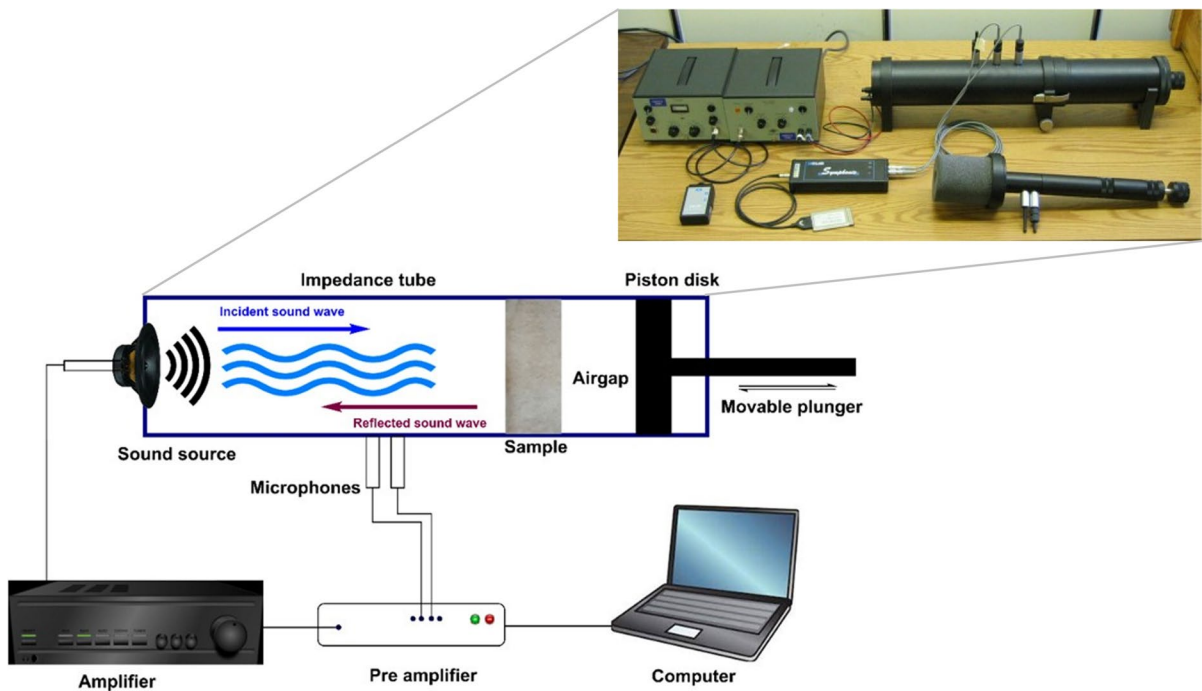 Symphonie
Impedance tube
Piston disk
Incident sound wave
Airgap
Reflected sound wave
Movable plunger
Sound source
Sample
Microphones
Amplifier
Pre amplifier
Computer